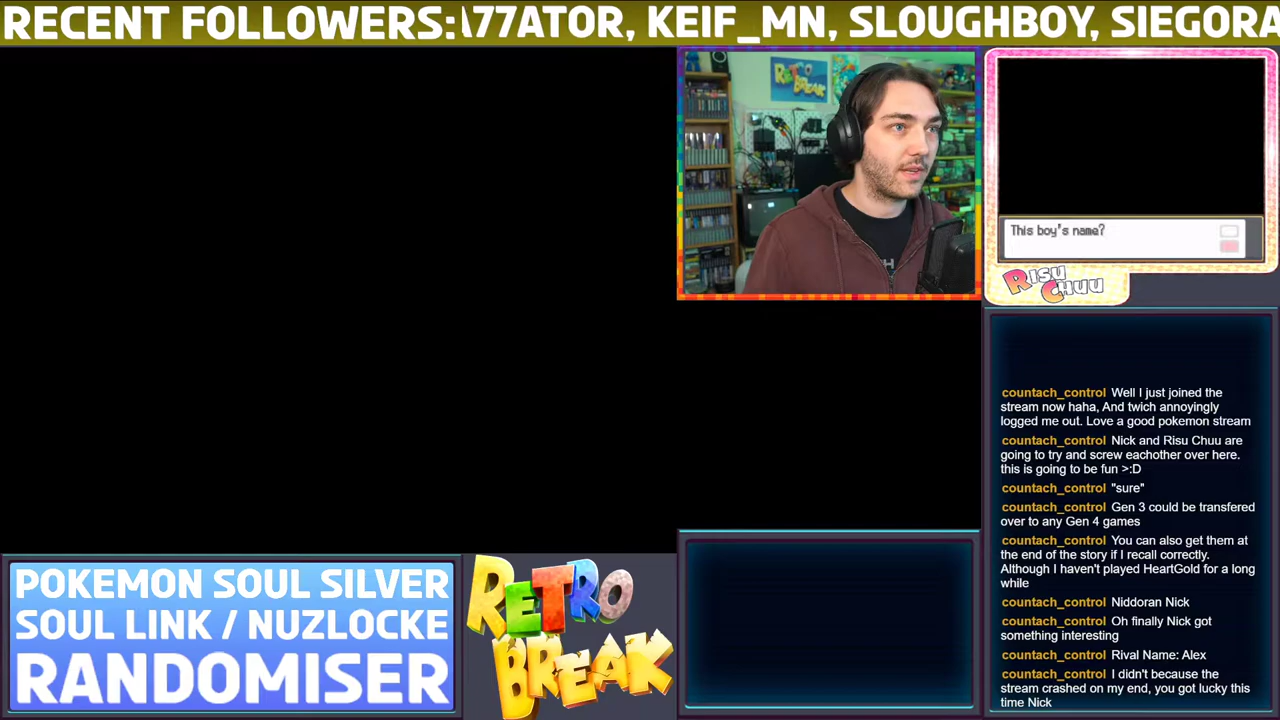 RECENT FOLLOWERS: A77ATOR, KEIF_MN, SLOUGHBOY, SIEGORA
RETRO
BREAK
This boy's name?
RISU
CHUU
countach_control Well I just joined the
stream now haha, And twich annoyingly
logged me out. Love a good pokemon stream
countach_control Nick and Risu Chuu are
going to try and screw eachother over here.
this is going to be fun >:D
countach_control "sure"
countach_control Gen 3 could be transfered
over to any Gen 4 games
countach_control You can also get them at
the end of the story if I recall correctly.
Although I haven't played HeartGold for a long
while
countach_control Niddoran Nick
countach_control Oh finally Nick got
something interesting
countach_control Rival Name: Alex
countach_control I didn't because the
stream crashed on my end, you got lucky this
time Nick
POKEMON SOUL SILVER
SOUL LINK / NUZLOCKE
RANDOMISER
RETRO
BREAK